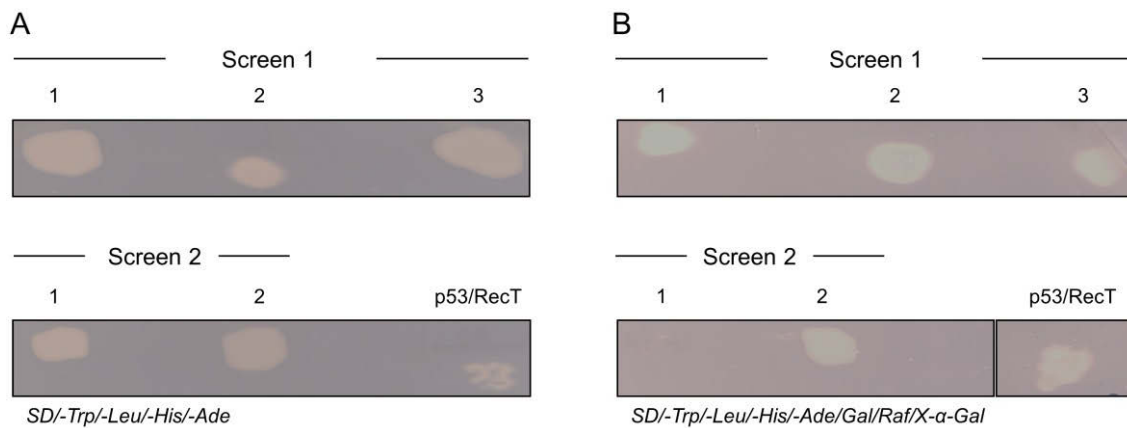 A
Screen 1
1 2 3
Screen 2
1 2 p53/RecT
SD/-Trp/-Leu/-His/-Ade
B
Screen 1
1 2 3
Screen 2
1 2 p53/RecT
SD/-Trp/-Leu/-His/-Ade/Gal/Raf/X-α-Gal